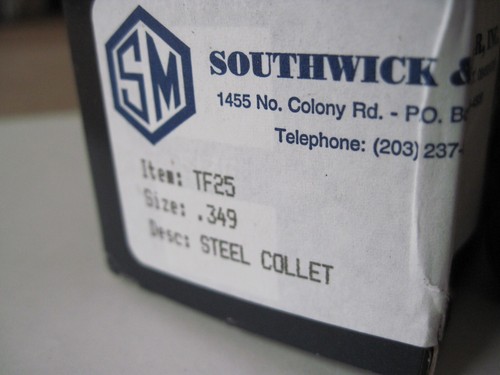 SM
SOUTHWICK &
1455 No. Colony Rd. - P.O. B
Telephone: (203) 237-
Item: TF25
Size: .349
Desc: STEEL COLLET